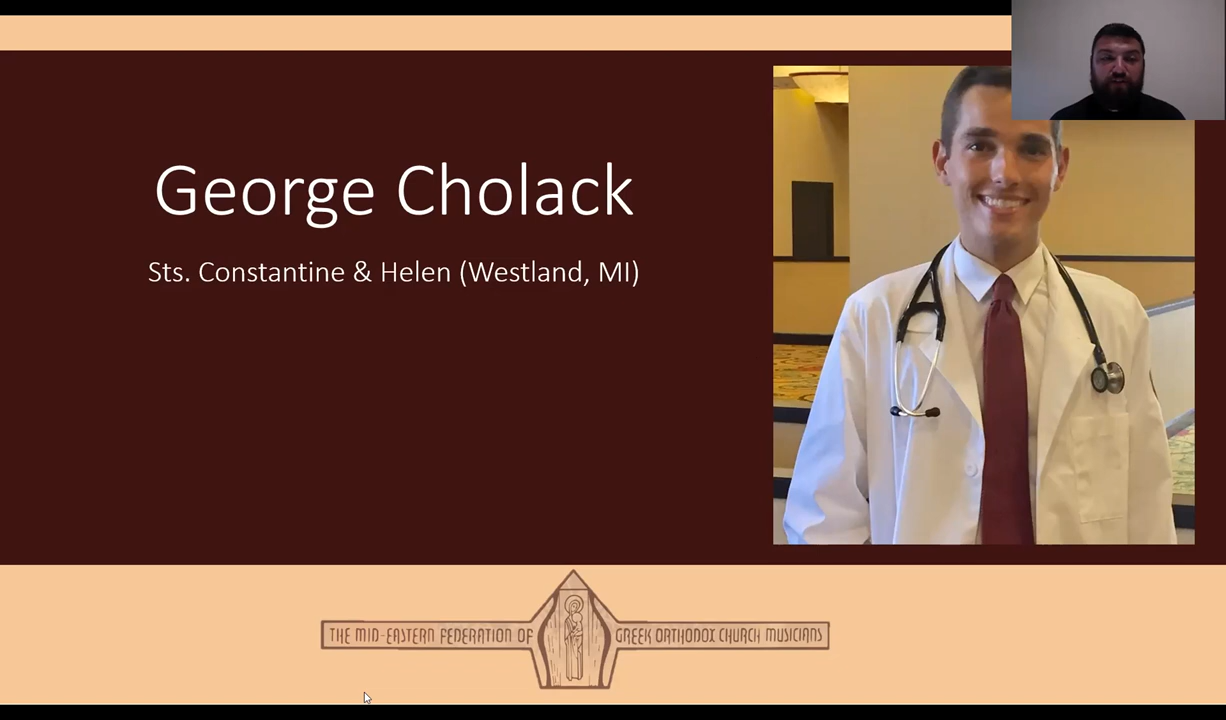 George Cholack
Sts. Constantine & Helen (Westland, MI)
THE MID-EASTERN FEDERATION OF GREEK ORTHODOX CHURCH MUSICIANS